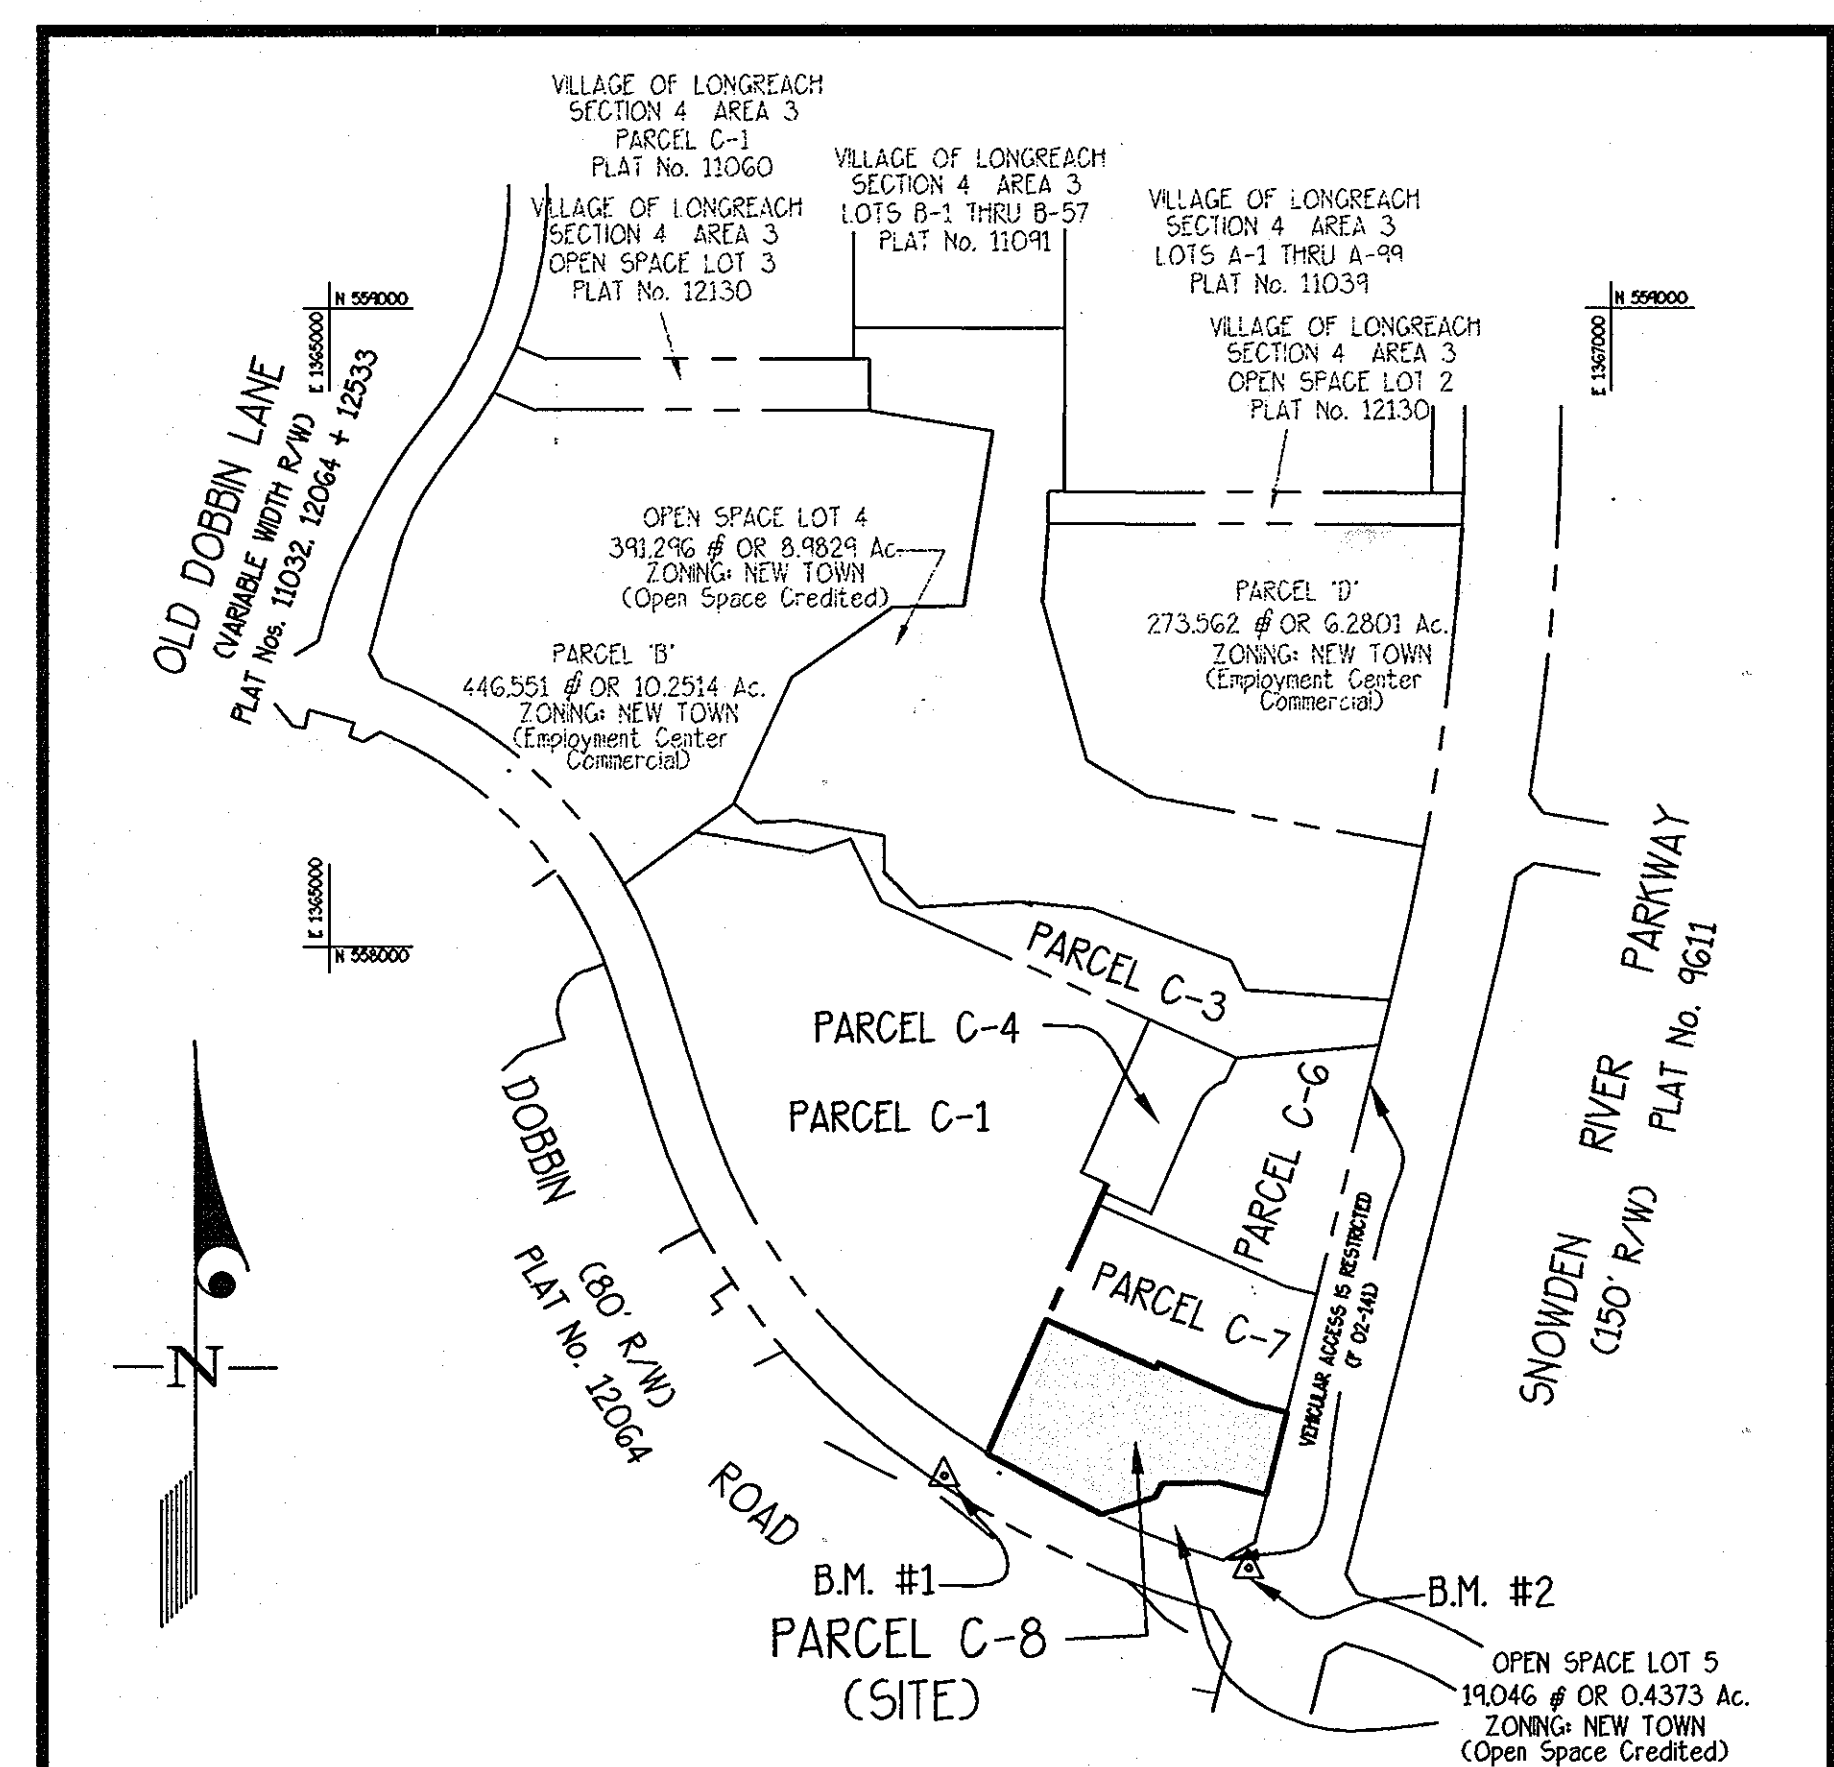 VILLAGE OF LONGREACH
SECTION 4 AREA 3
PARCEL C-1
PLAT No. 11060
VILLAGE OF LONGREACH
SECTION 4 AREA 3
OPEN SPACE LOT 3
PLAT No. 12130
VILLAGE OF LONGREACH
SECTION 4 AREA 3
LOTS B-1 THRU B-57
PLAT No. 11091
VILLAGE OF LONGREACH
SECTION 4 AREA 3
LOTS A-1 THRU A-99
PLAT No. 11039
VILLAGE OF LONGREACH
SECTION 4 AREA 3
OPEN SPACE LOT 2
PLAT No. 12130
N 559000
E 1365000
N 559000
E 1367000
OLD DOBBIN LANE
(VARIABLE WIDTH R/W)
PLAT Nos. 11032, 12064 + 12533
OPEN SPACE LOT 4
391,296 ⌗ OR 8.9829 Ac.
ZONING: NEW TOWN
(Open Space Credited)
PARCEL 'B'
446,551 ⌗ OR 10.2514 Ac.
ZONING: NEW TOWN
(Employment Center
Commercial)
PARCEL 'D'
273,562 ⌗ OR 6.2801 Ac.
ZONING: NEW TOWN
(Employment Center
Commercial)
E 1365000
N 558000
PARCEL C-3
PARCEL C-4
PARCEL C-1
PARCEL C-6
PARCEL C-7
VEHICULAR ACCESS IS RESTRICTED
(F 02-141)
SNOWDEN RIVER PARKWAY
(150' R/W) PLAT No. 9611
DOBBIN ROAD
(80' R/W)
PLAT No. 12064
N
B.M. #1
PARCEL C-8
(SITE)
B.M. #2
OPEN SPACE LOT 5
19,046 ⌗ OR 0.4373 Ac.
ZONING: NEW TOWN
(Open Space Credited)